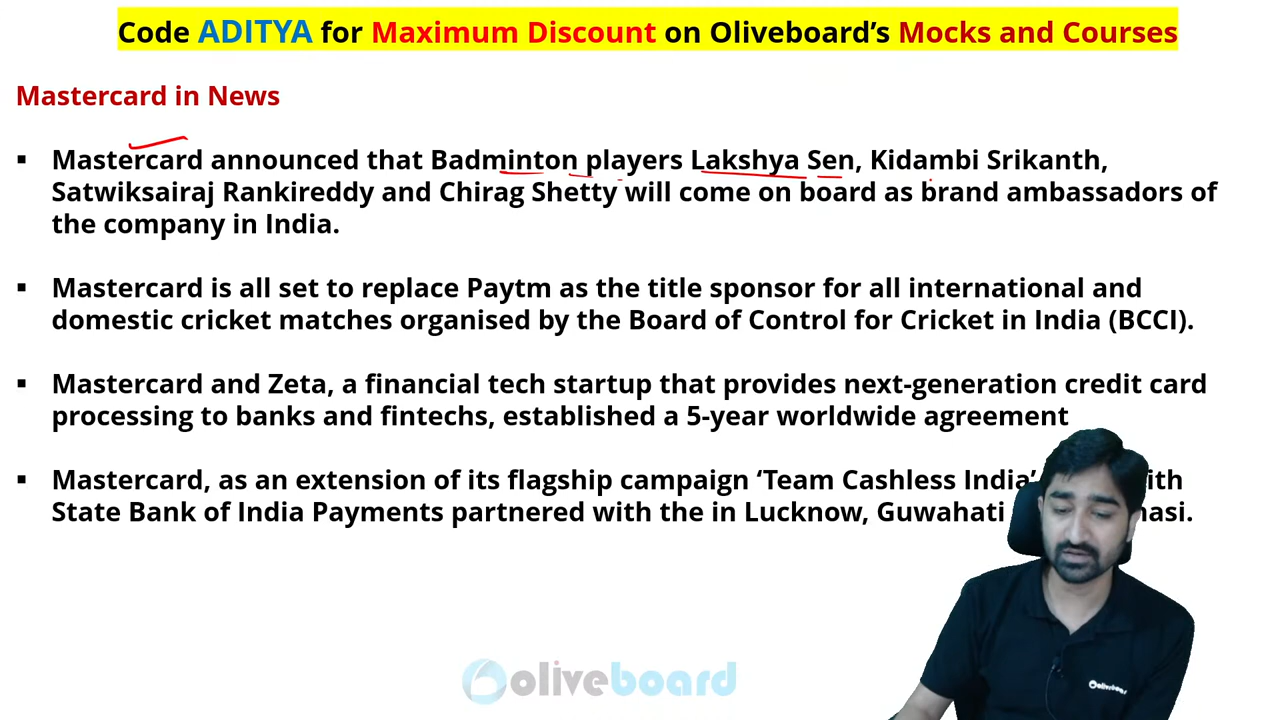 Code ADITYA for Maximum Discount on Oliveboard’s Mocks and Courses
Mastercard in News
▪ Mastercard announced that Badminton players Lakshya Sen, Kidambi Srikanth,
Satwiksairaj Rankireddy and Chirag Shetty will come on board as brand ambassadors of
the company in India.
▪ Mastercard is all set to replace Paytm as the title sponsor for all international and
domestic cricket matches organised by the Board of Control for Cricket in India (BCCI).
▪ Mastercard and Zeta, a financial tech startup that provides next-generation credit card
processing to banks and fintechs, established a 5-year worldwide agreement
▪ Mastercard, as an extension of its flagship campaign ‘Team Cashless India’
State Bank of India Payments partnered with the in Lucknow, Guwahati
oliveboard
oliveboard